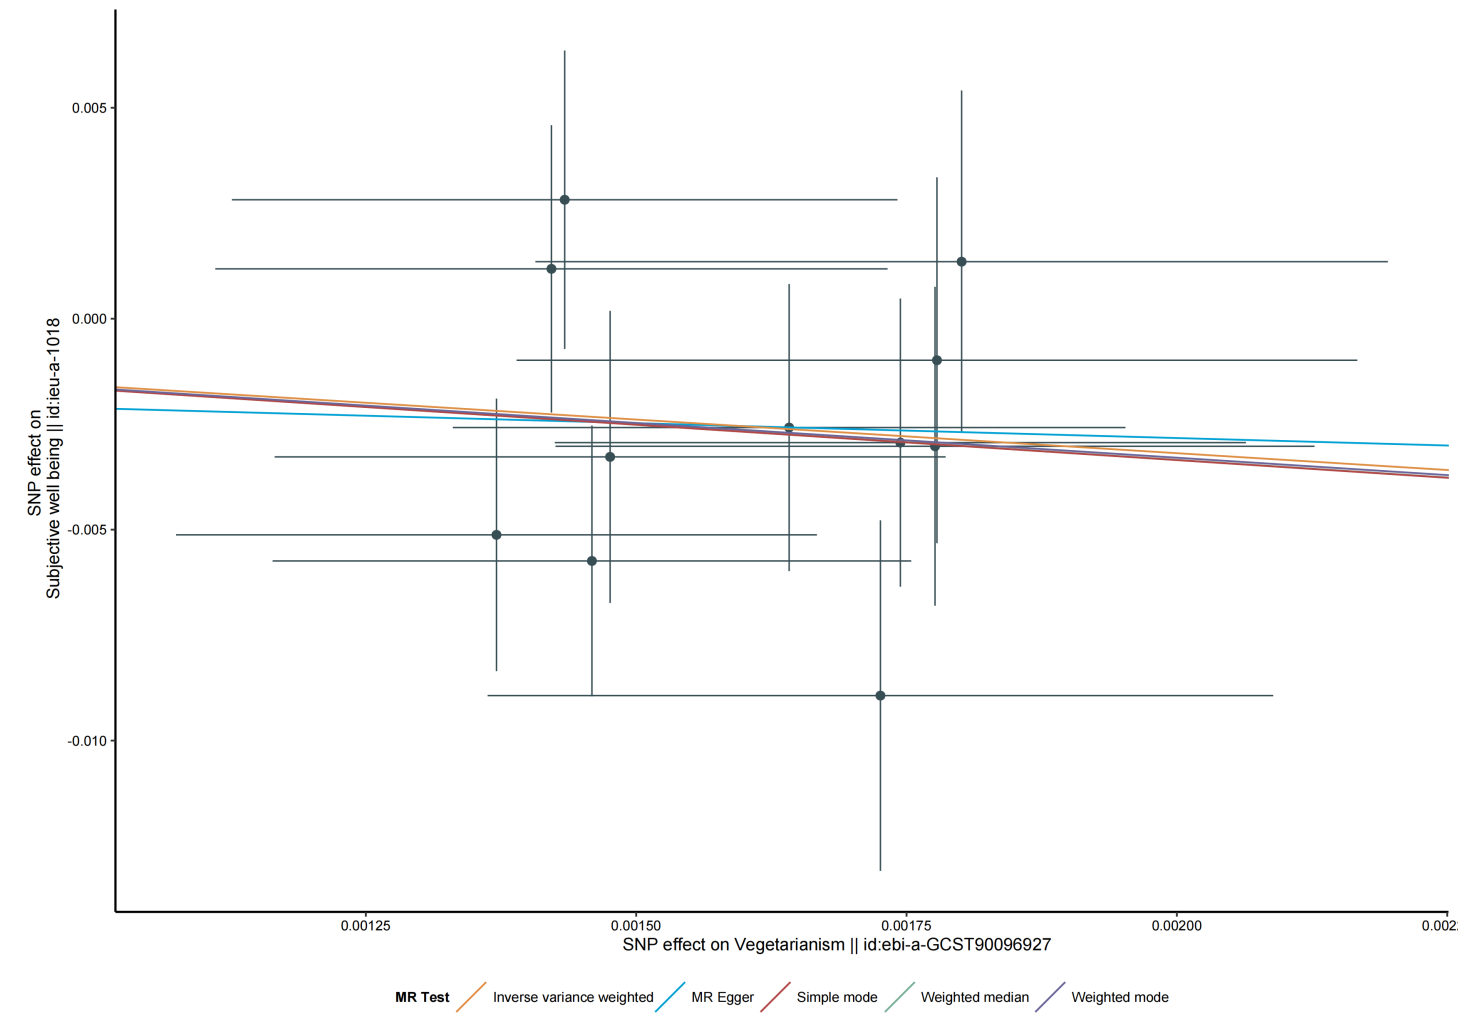 SNP effect on
Subjective well being || id:ieu-a-1018
0.005
0.000
-0.005
-0.010
0.00125
0.00150
0.00175
0.00200
SNP effect on Vegetarianism || id:ebi-a-GCST90096927
MR Test
Inverse variance weighted
MR Egger
Simple mode
Weighted median
Weighted mode